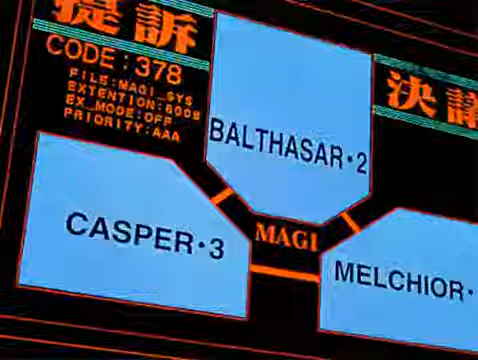 提訴
CODE:378
FILE:MAGI_SYS
EXTENTION:6008
EX_MODE:OFF
PRIORITY:AAA
BALTHASAR・2
決議
CASPER・3
MAGI
MELCHIOR・